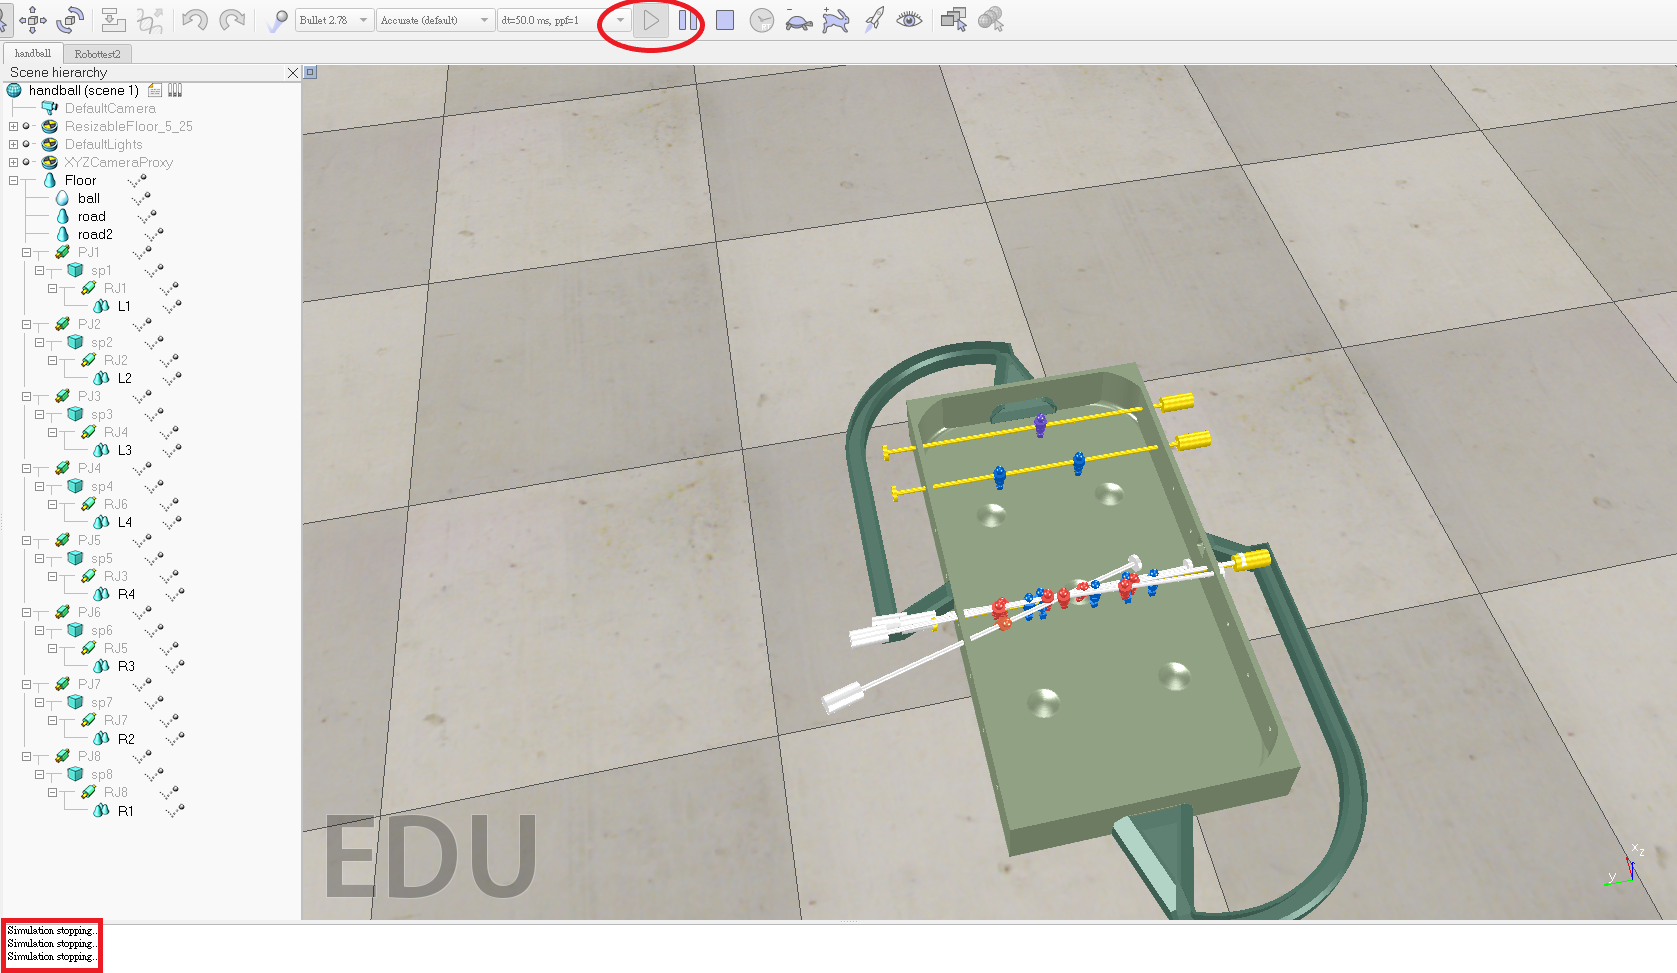 Bullet 2.78
Accurate (default)
dt=50.0 ms, ppf=1
RT
handball
Robottest2
Scene hierarchy
handball (scene 1)
DefaultCamera
ResizableFloor_5_25
DefaultLights
XYZCameraProxy
Floor
ball
road
road2
PJ1
sp1
RJ1
L1
PJ2
sp2
RJ2
L2
PJ3
sp3
RJ4
L3
PJ4
sp4
RJ6
L4
PJ5
sp5
RJ3
R4
PJ6
sp6
RJ5
R3
PJ7
sp7
RJ7
R2
PJ8
sp8
RJ8
R1
EDU
x
z
y
Simulation stopping..
Simulation stopping..
Simulation stopping..